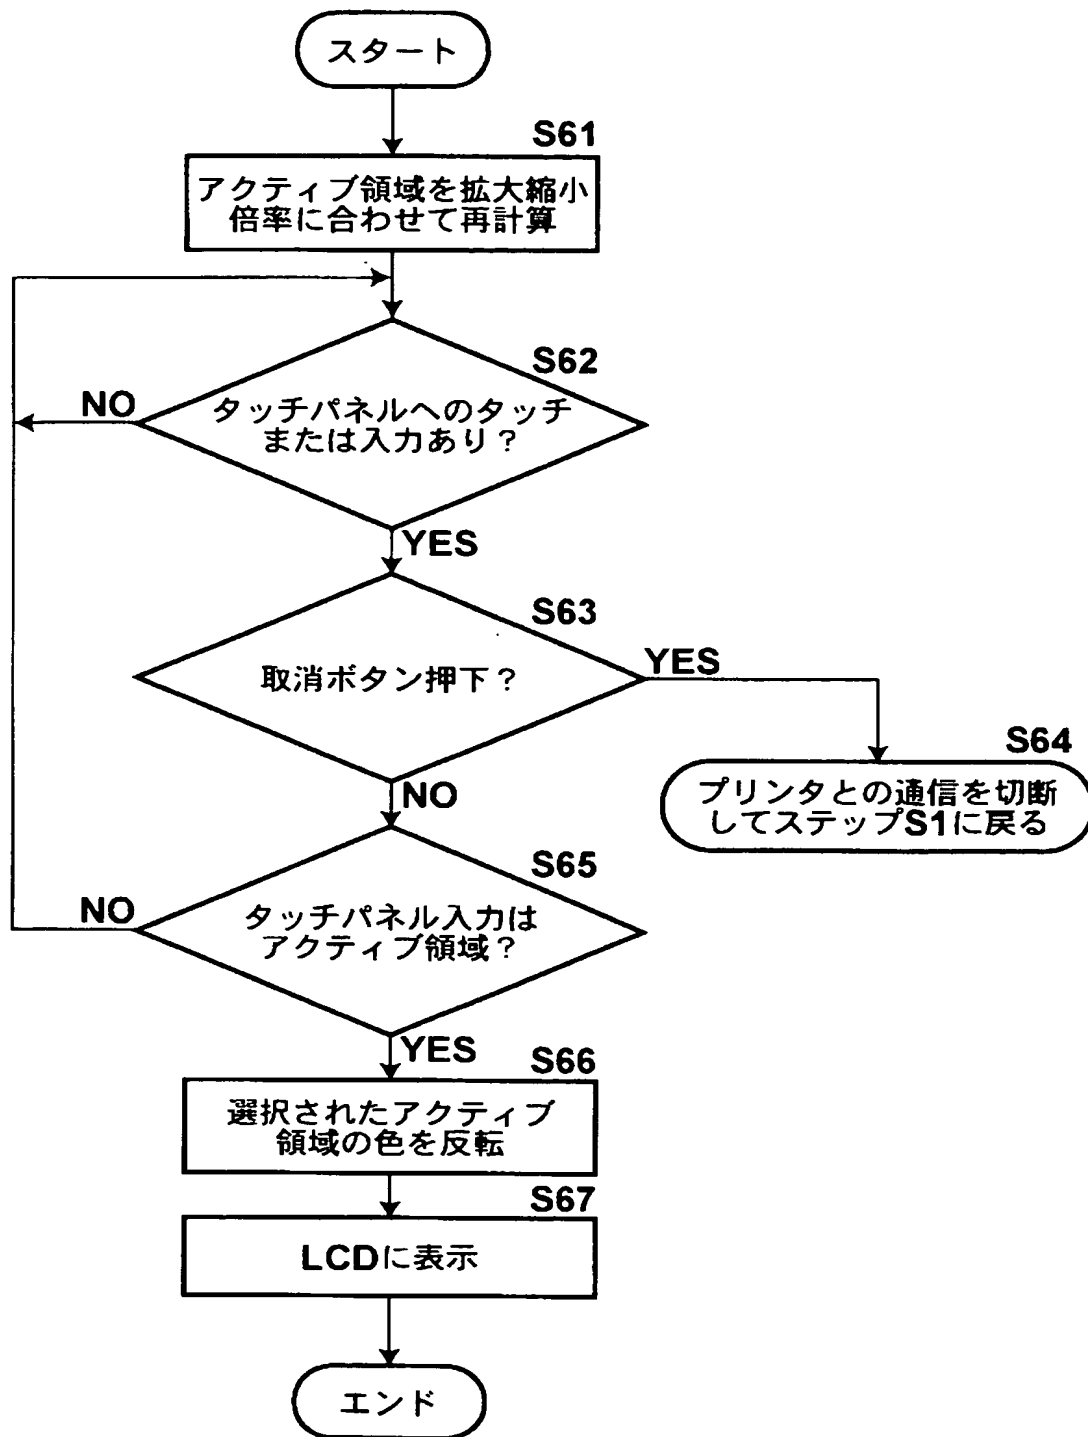 スタート
S61
アクティブ領域を拡大縮小
倍率に合わせて再計算
S62
NO
タッチパネルへのタッチ
または入力あり？
YES
S63
取消ボタン押下？
YES
S64
プリンタとの通信を切断
してステップS1に戻る
NO
S65
NO
タッチパネル入力は
アクティブ領域？
YES
S66
選択されたアクティブ
領域の色を反転
S67
LCDに表示
エンド